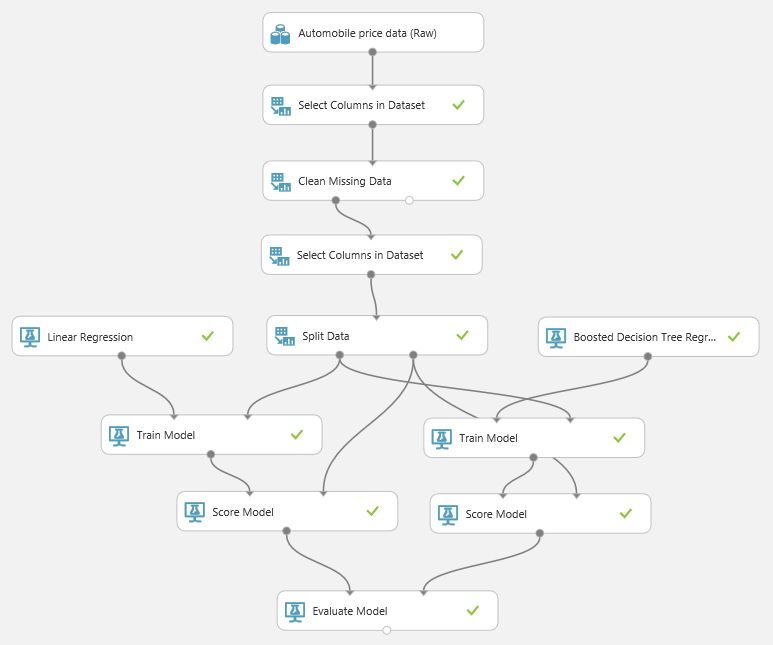 Automobile price data (Raw)
Select Columns in Dataset
Clean Missing Data
Select Columns in Dataset
Linear Regression
Split Data
Boosted Decision Tree Regr...
Train Model
Train Model
Score Model
Score Model
Evaluate Model